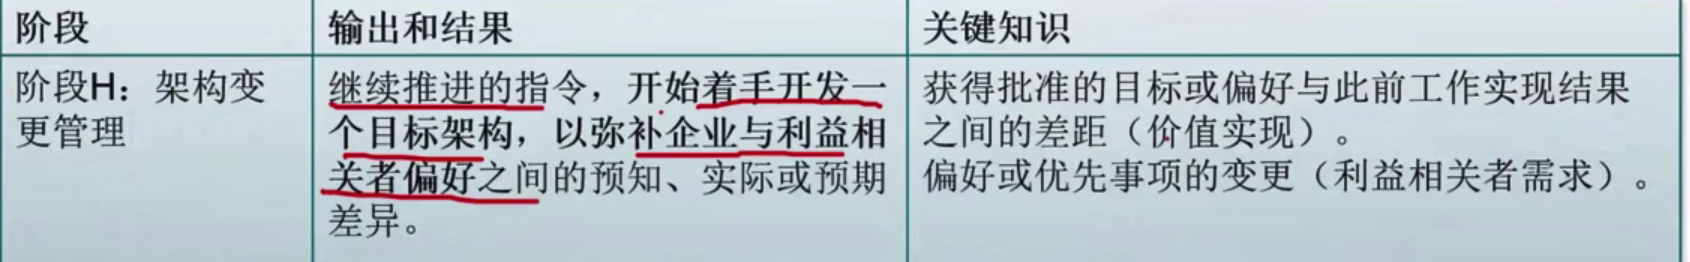 阶段
输出和结果
关键知识
阶段H：架构变
更管理
继续推进的指令，开始着手开发一
个目标架构，以弥补企业与利益相
关者偏好之间的预知、实际或预期
差异。
获得批准的目标或偏好与此前工作实现结果
之间的差距（价值实现）。
偏好或优先事项的变更（利益相关者需求）。